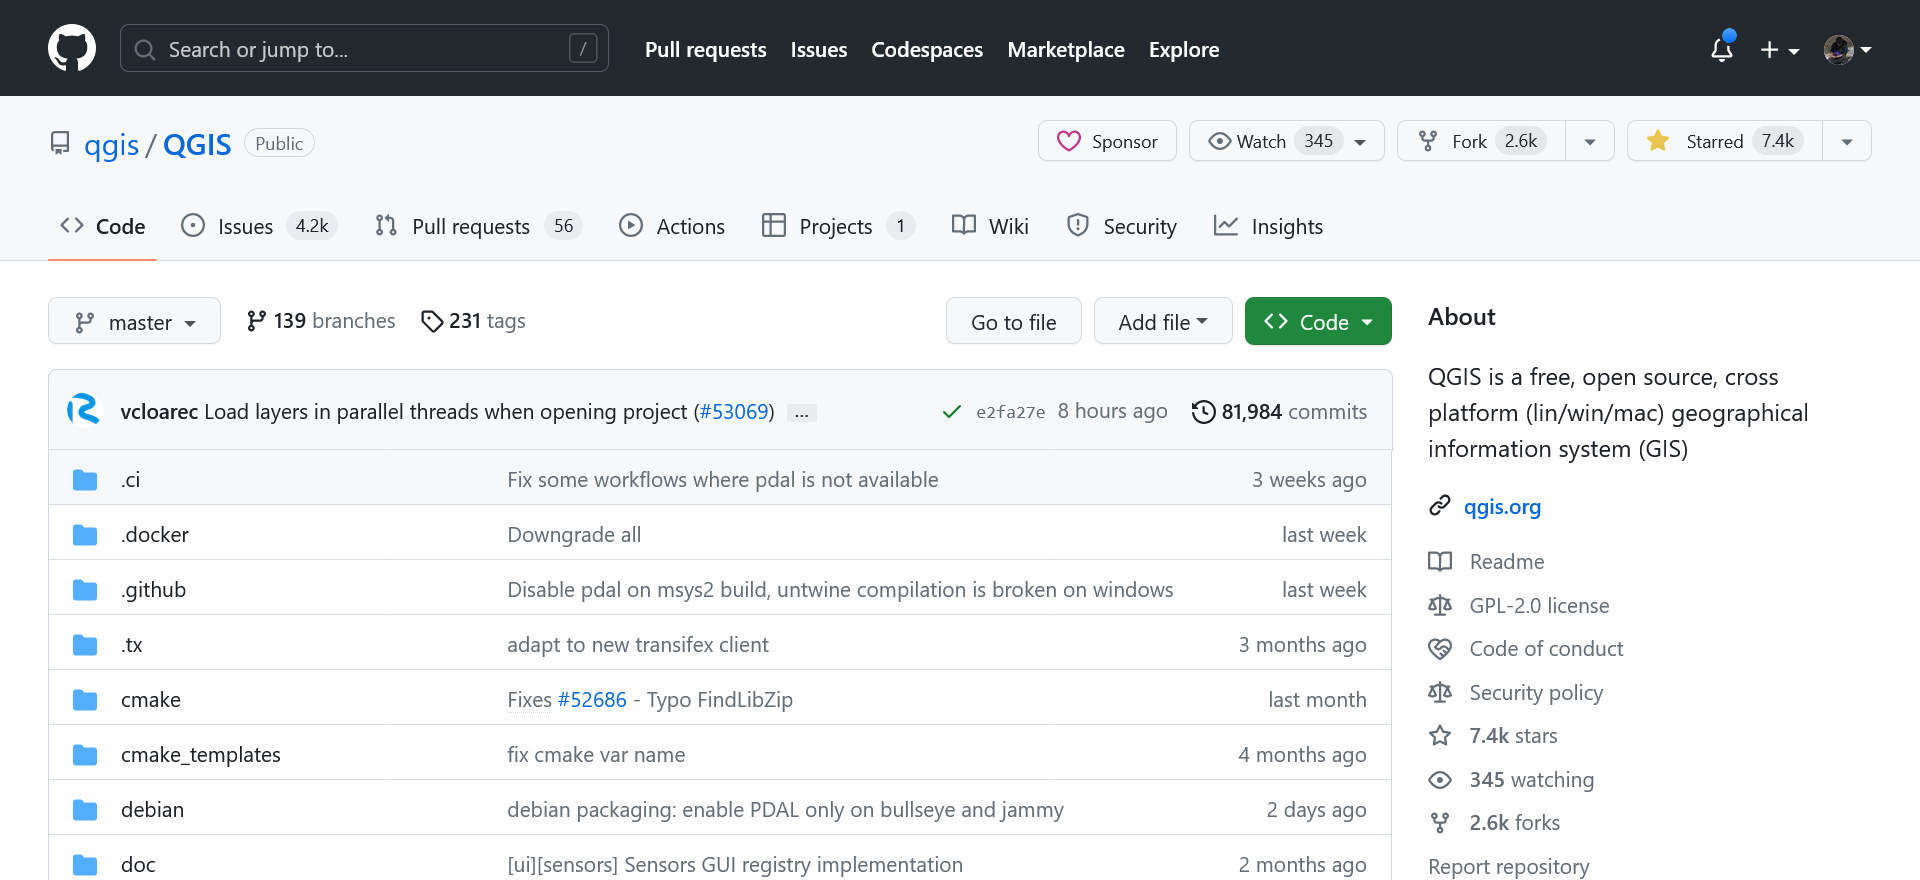 Search or jump to... /
Pull requests Issues Codespaces Marketplace Explore
qgis / QGIS Public
Sponsor Watch 345 Fork 2.6k Starred 7.4k
Code Issues 4.2k Pull requests 56 Actions Projects 1 Wiki Security Insights
master 139 branches 231 tags Go to file Add file Code
vcloarec Load layers in parallel threads when opening project (#53069) ... e2fa27e 8 hours ago 81,984 commits
.ci Fix some workflows where pdal is not available 3 weeks ago
.docker Downgrade all last week
.github Disable pdal on msys2 build, untwine compilation is broken on windows last week
.tx adapt to new transifex client 3 months ago
cmake Fixes #52686 - Typo FindLibZip last month
cmake_templates fix cmake var name 4 months ago
debian debian packaging: enable PDAL only on bullseye and jammy 2 days ago
doc [ui][sensors] Sensors GUI registry implementation 2 months ago
About
QGIS is a free, open source, cross
platform (lin/win/mac) geographical
information system (GIS)
qgis.org
Readme
GPL-2.0 license
Code of conduct
Security policy
7.4k stars
345 watching
2.6k forks
Report repository